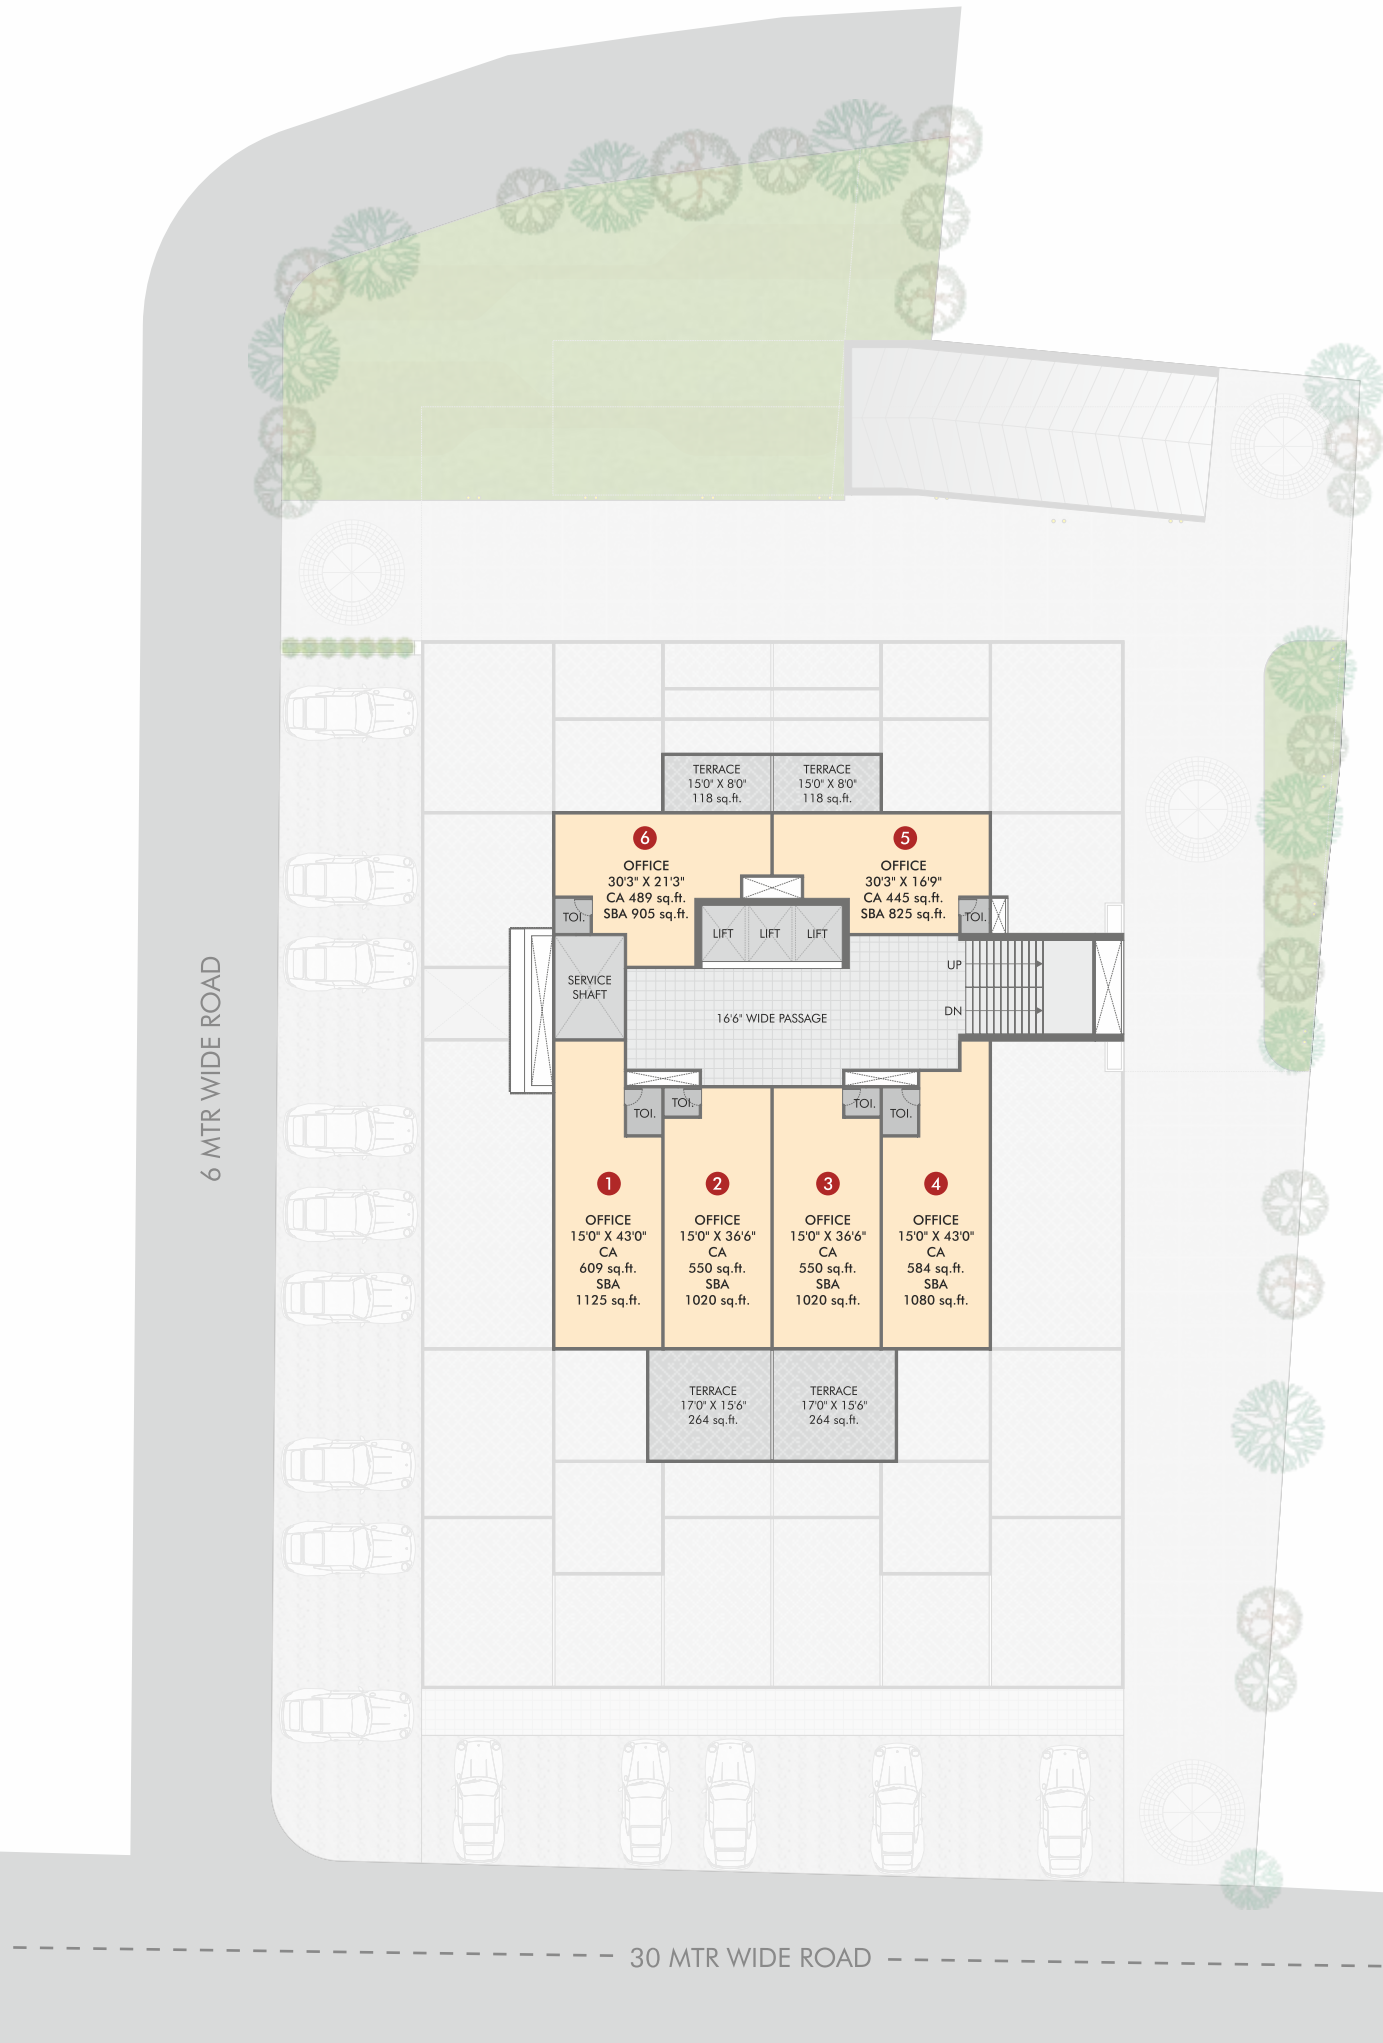 TERRACE
15'0" X 8'0"
118 sq.ft.
TERRACE
15'0" X 8'0"
118 sq.ft.
6
OFFICE
30'3" X 21'3"
CA 489 sq.ft.
SBA 905 sq.ft.
5
OFFICE
30'3" X 16'9"
CA 445 sq.ft.
SBA 825 sq.ft.
TOI.
LIFT
LIFT
LIFT
TOI.
SERVICE
SHAFT
UP
DN
16'6" WIDE PASSAGE
6 MTR WIDE ROAD
TOI.
TOI.
TOI.
TOI.
1
OFFICE
15'0" X 43'0"
CA
609 sq.ft.
SBA
1125 sq.ft.
2
OFFICE
15'0" X 36'6"
CA
550 sq.ft.
SBA
1020 sq.ft.
3
OFFICE
15'0" X 36'6"
CA
550 sq.ft.
SBA
1020 sq.ft.
4
OFFICE
15'0" X 43'0"
CA
584 sq.ft.
SBA
1080 sq.ft.
TERRACE
17'0" X 15'6"
264 sq.ft.
TERRACE
17'0" X 15'6"
264 sq.ft.
30 MTR WIDE ROAD